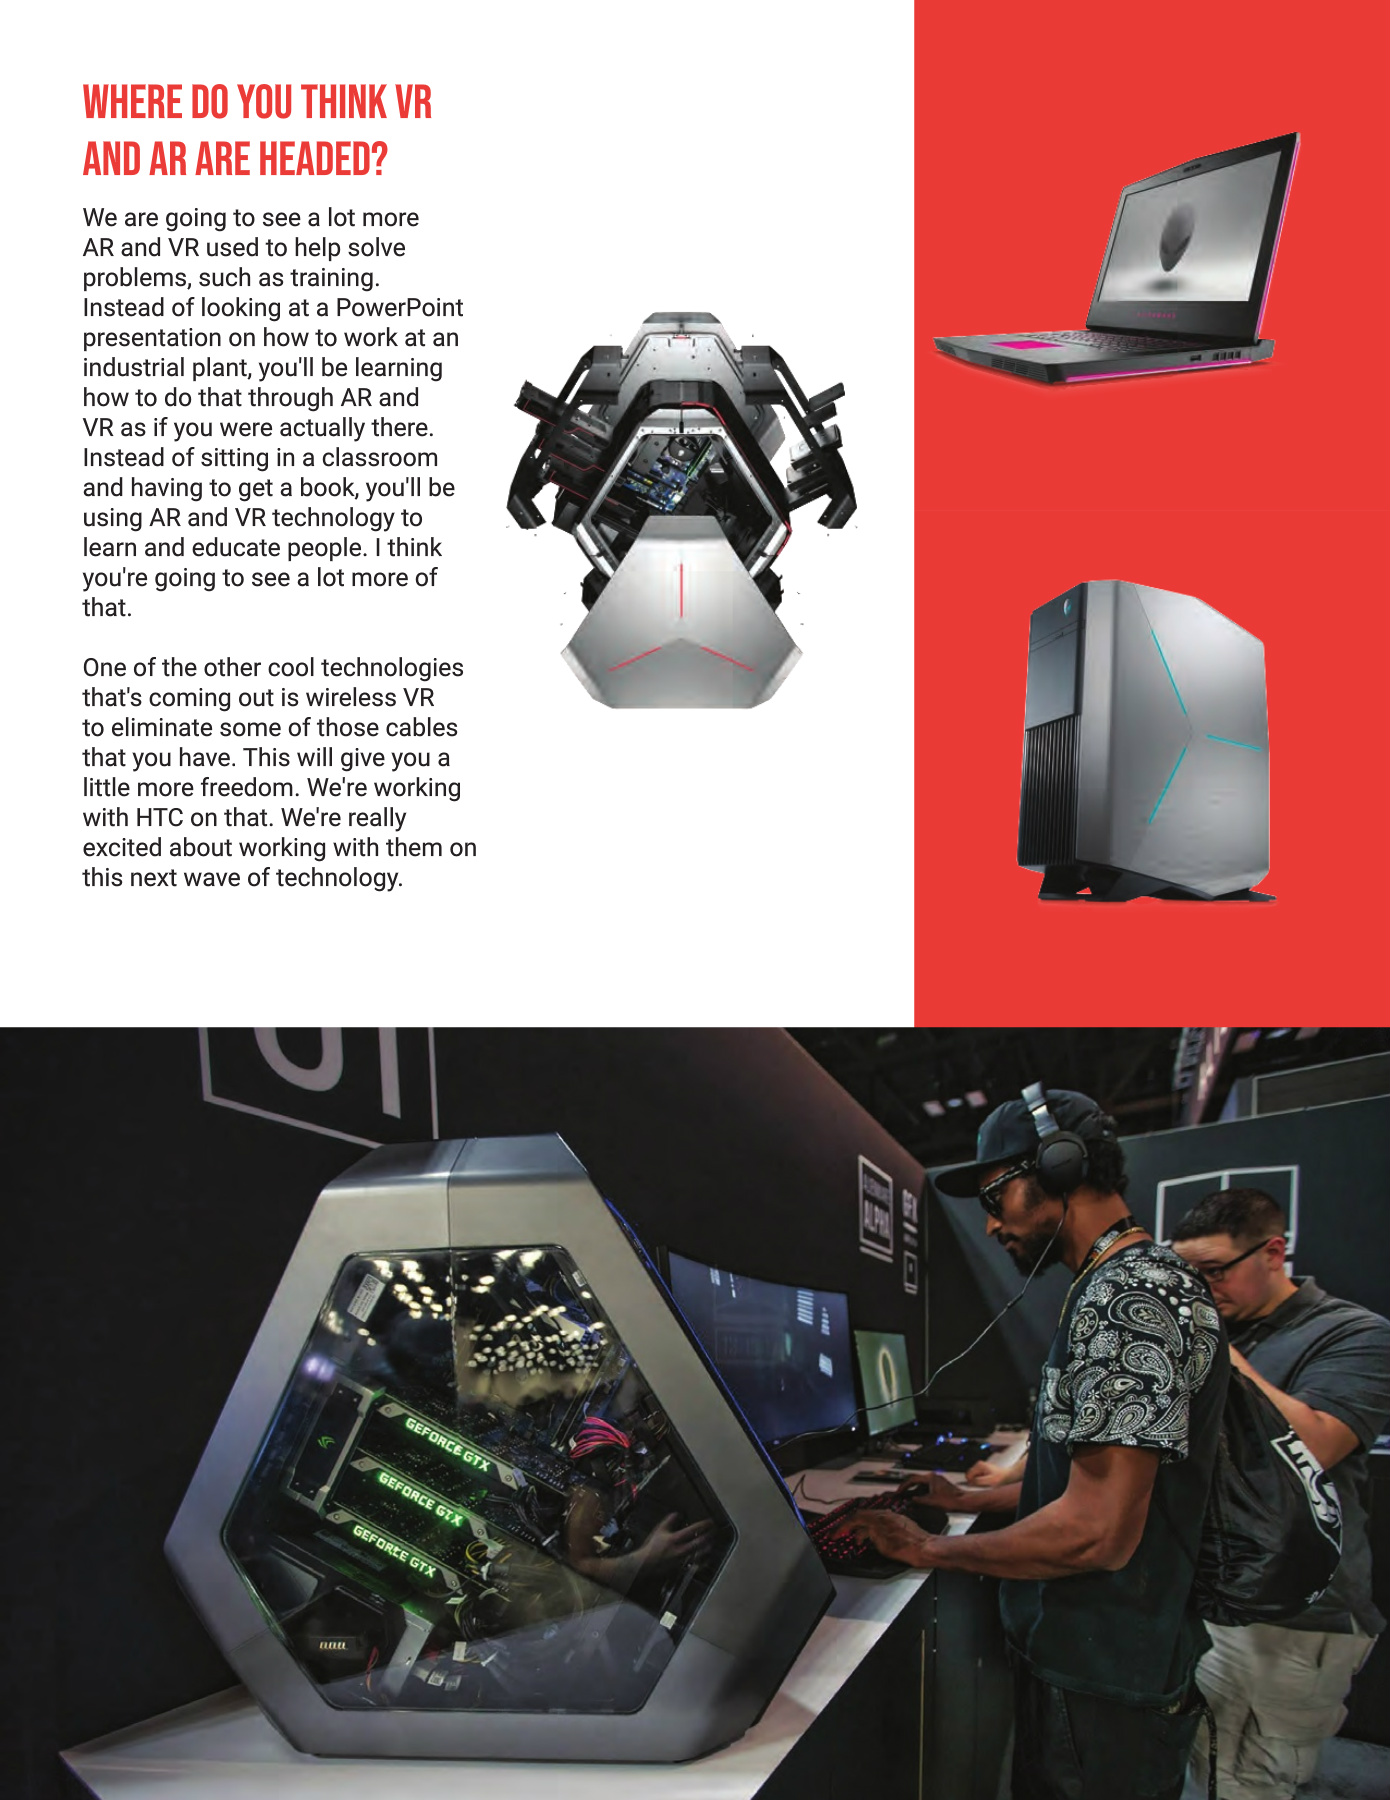 WHERE DO YOU THINK VR
AND AR ARE HEADED?
We are going to see a lot more
AR and VR used to help solve
problems, such as training.
Instead of looking at a PowerPoint
presentation on how to work at an
industrial plant, you'll be learning
how to do that through AR and
VR as if you were actually there.
Instead of sitting in a classroom
and having to get a book, you'll be
using AR and VR technology to
learn and educate people. I think
you're going to see a lot more of
that.
One of the other cool technologies
that's coming out is wireless VR
to eliminate some of those cables
that you have. This will give you a
little more freedom. We're working
with HTC on that. We're really
excited about working with them on
this next wave of technology.
ALIENWARE
ALPHA
GEFORCE GTX
GEFORCE GTX
GEFORCE GTX